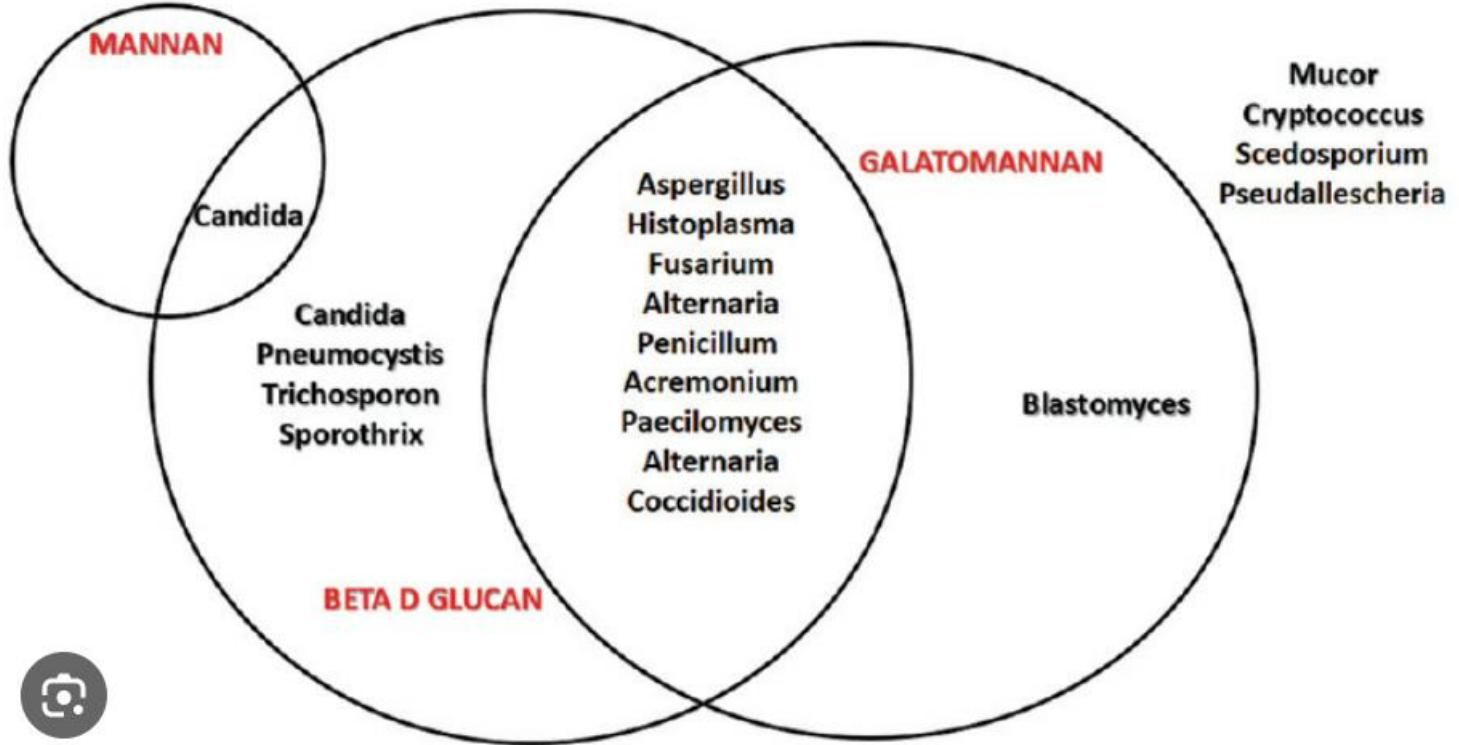 MANNAN
Candida
Candida
Pneumocystis
Trichosporon
Sporothrix
BETA D GLUCAN
Aspergillus
Histoplasma
Fusarium
Alternaria
Penicillum
Acremonium
Paecilomyces
Alternaria
Coccidioides
GALATOMANNAN
Blastomyces
Mucor
Cryptococcus
Scedosporium
Pseudallescheria